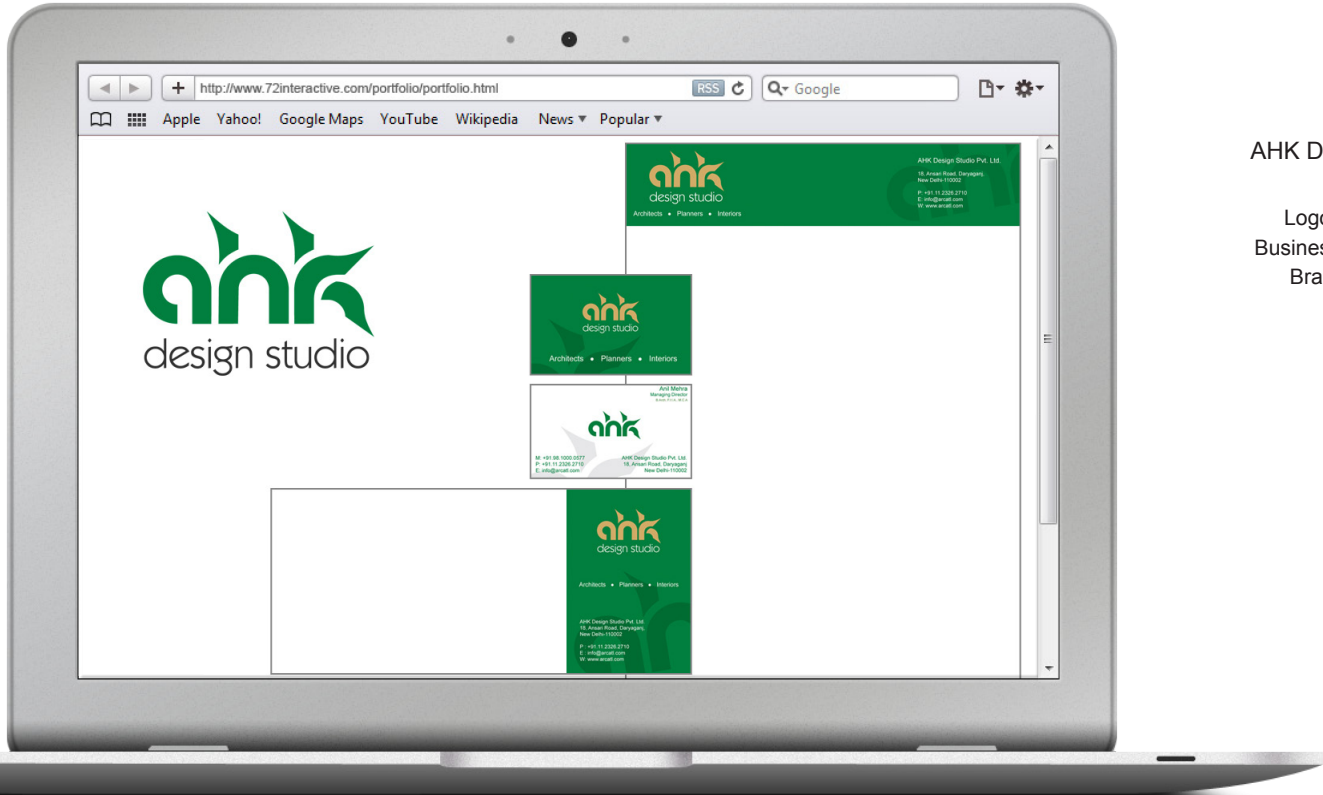 http://www.72interactive.com/portfolio/portfolio.html
RSS
Google
Apple Yahoo! Google Maps YouTube Wikipedia News Popular
ahk
design studio
ahk
design studio
Architects • Planners • Interiors
AHK Design Studio Pvt. Ltd.
18, Ansari Road, Daryaganj,
New Delhi-110002
P: +91.11.2326.2710
E: info@arcatt.com
W: www.arcatt.com
ahk
design studio
Architects • Planners • Interiors
Anil Mehra
Managing Director
ahk
M: +91.98.1000.0577
P: +91.11.2326.2710
E: info@arcatt.com
AHK Design Studio Pvt. Ltd.
18, Ansari Road, Daryaganj
New Delhi-110002
ahk
design studio
Architects • Planners • Interiors
AHK Design Studio Pvt. Ltd.
18, Ansari Road, Daryaganj,
New Delhi-110002
P : +91.11.2326.2710
E : info@arcatt.com
W: www.arcatt.com
AHK D
Logo
Busines
Bra